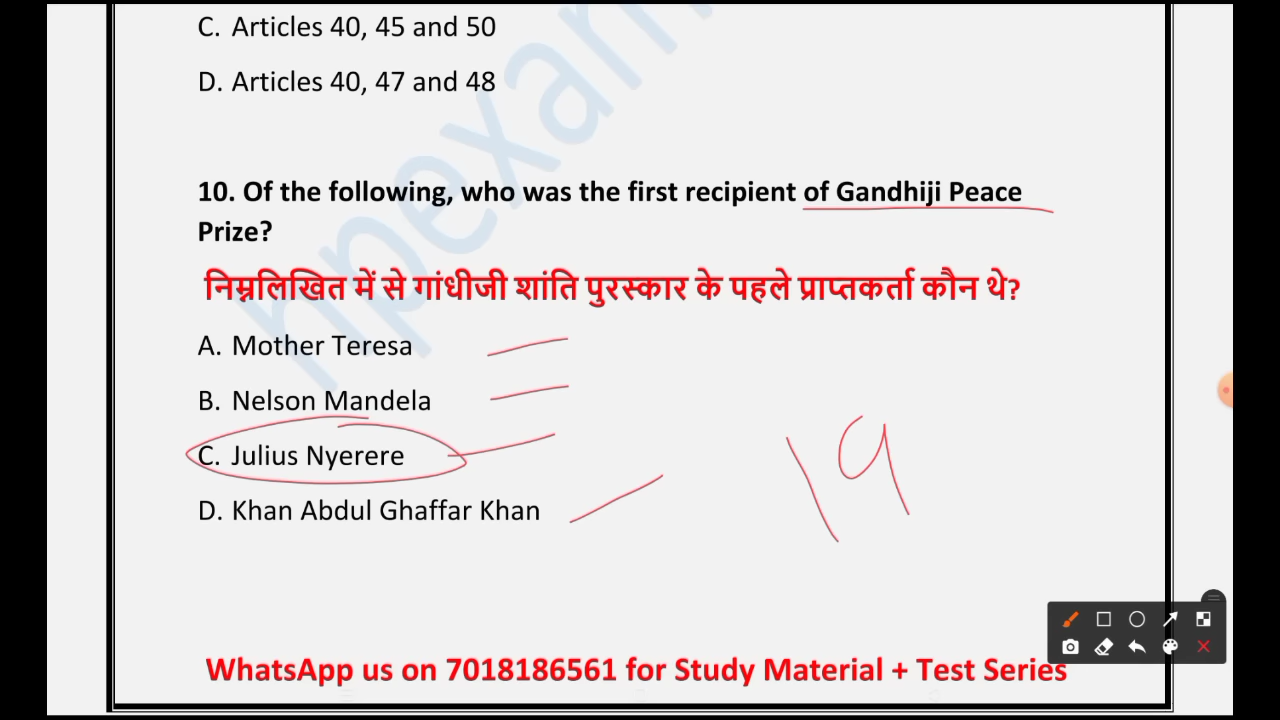 C. Articles 40, 45 and 50
D. Articles 40, 47 and 48
10. Of the following, who was the first recipient of Gandhiji Peace
Prize?
निम्नलिखित में से गांधीजी शांति पुरस्कार के पहले प्राप्तकर्ता कौन थे?
A. Mother Teresa
B. Nelson Mandela
C. Julius Nyerere
D. Khan Abdul Ghaffar Khan
19
WhatsApp us on 7018186561 for Study Material + Test Series